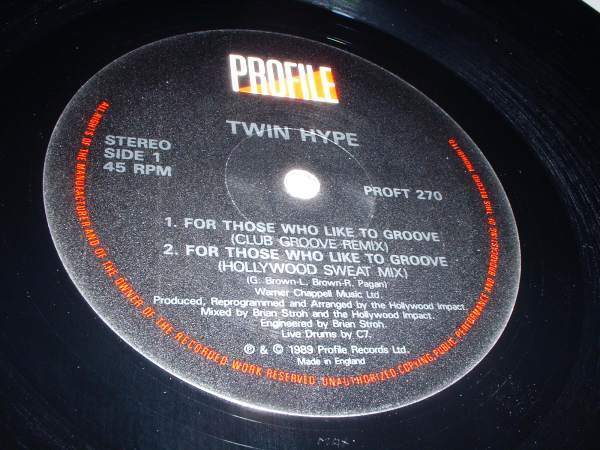 PROFILE
TWIN HYPE
STEREO
SIDE 1
45 RPM
PROFT 270
1. FOR THOSE WHO LIKE TO GROOVE
(CLUB GROOVE REMIX)
2. FOR THOSE WHO LIKE TO GROOVE
(HOLLYWOOD SWEAT MIX)
(G. Brown-L. Brown-R. Pagan)
Warner Chappell Music Ltd
Produced, Reprogrammed and Arranged by the Hollywood Impact.
Mixed by Brian Stroh and the Hollywood Impact.
Engineered by Brian Stroh.
Live Drums by C7.
℗ & © 1989 Profile Records Ltd.
Made in England
ALL RIGHTS OF THE MANUFACTURER AND OF THE OWNER OF THE RECORDED WORK RESERVED. UNAUTHORIZED COPYING, PUBLIC PERFORMANCE AND BROADCASTING OF THIS RECORD PROHIBITED